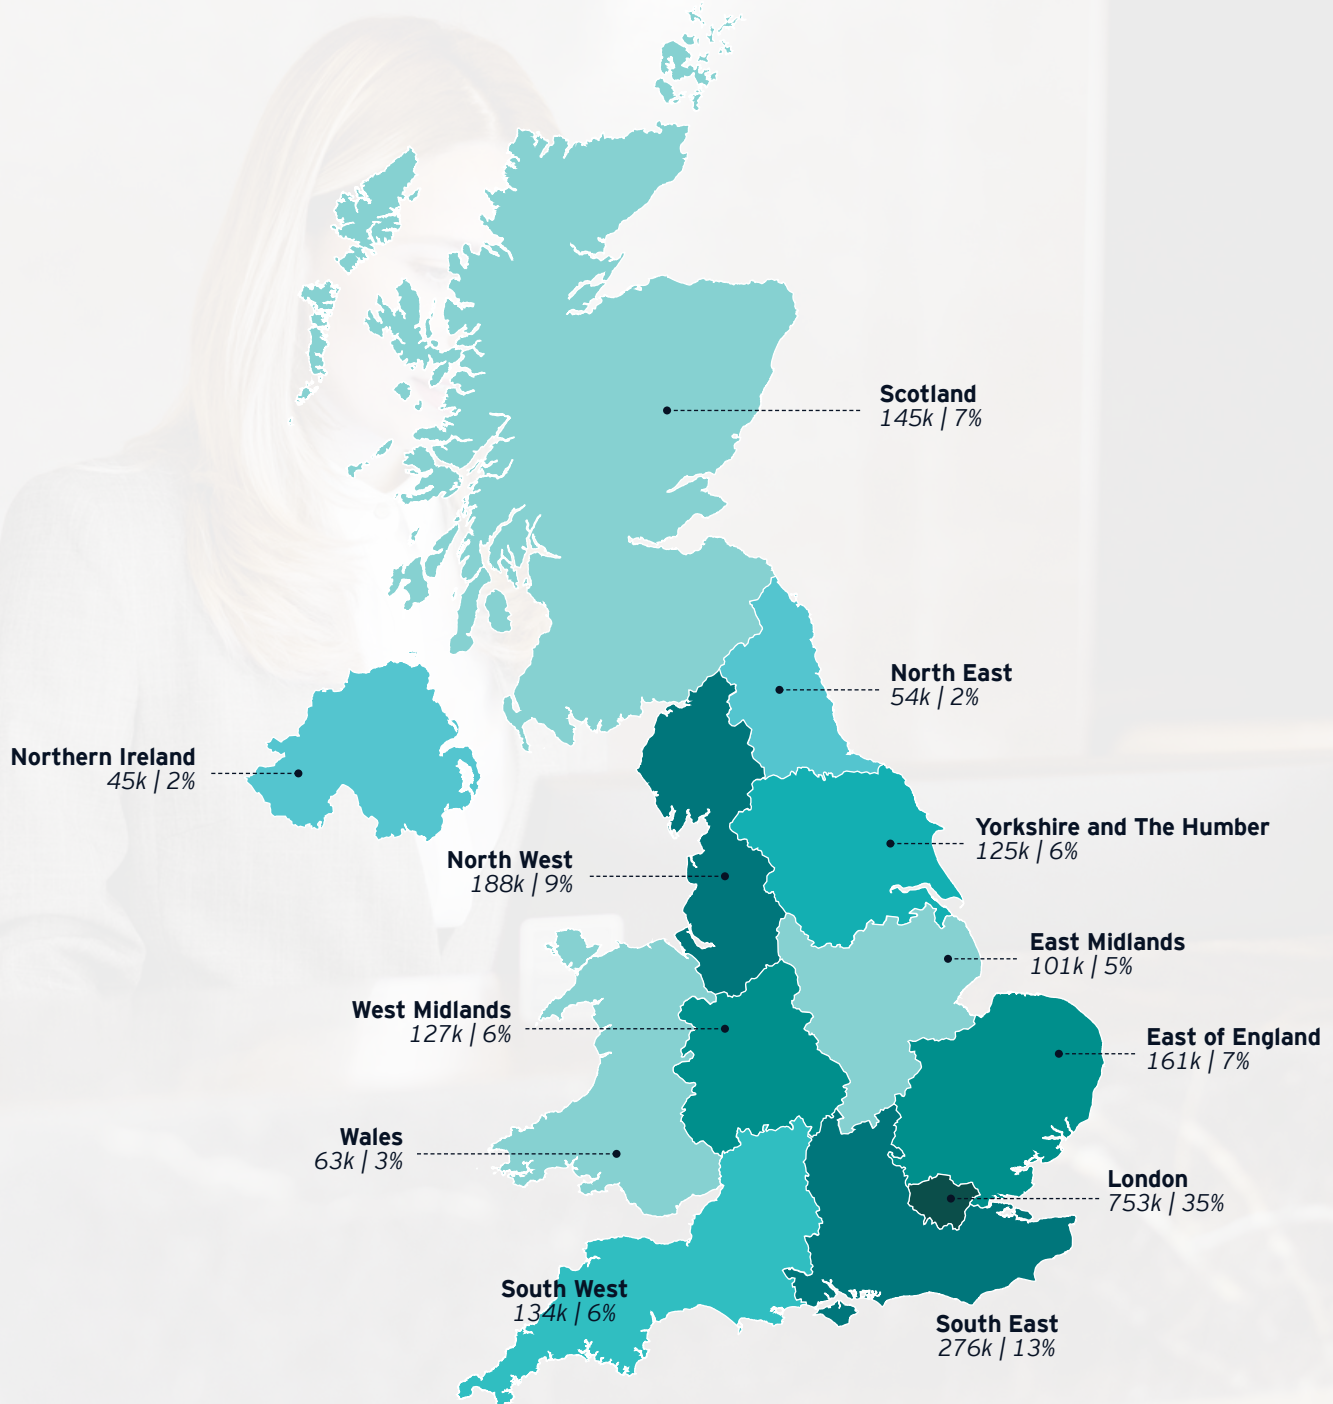 Scotland
145k | 7%
North East
54k | 2%
Northern Ireland
45k | 2%
Yorkshire and The Humber
125k | 6%
North West
188k | 9%
East Midlands
101k | 5%
West Midlands
127k | 6%
East of England
161k | 7%
Wales
63k | 3%
London
753k | 35%
South West
134k | 6%
South East
276k | 13%